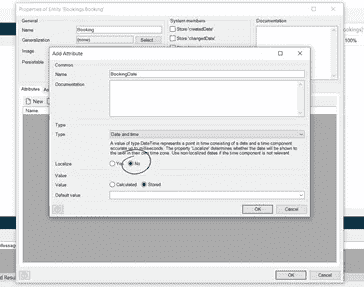 Properties of Entity 'Bookings.Booking'
General
Name
Booking
Generalization
(none)
Select
Image
Persistable
System members
Store 'createdDate'
Store 'changedDate'
Documentation
100%
Attributes
New
Name
Add Attribute
Common
Name
BookingDate
Documentation
Type
Type
Date and time
A value of type DateTime represents a point in time consisting of a date and a time component
accurate up to milliseconds. The property 'Localize' determines whether the date will be shown to
the user in their own time zone. Use non-localized dates if the time component is not relevant
Localize
Yes
No
Value
Value
Calculated
Stored
Default value
OK
Cancel
OK
Cancel